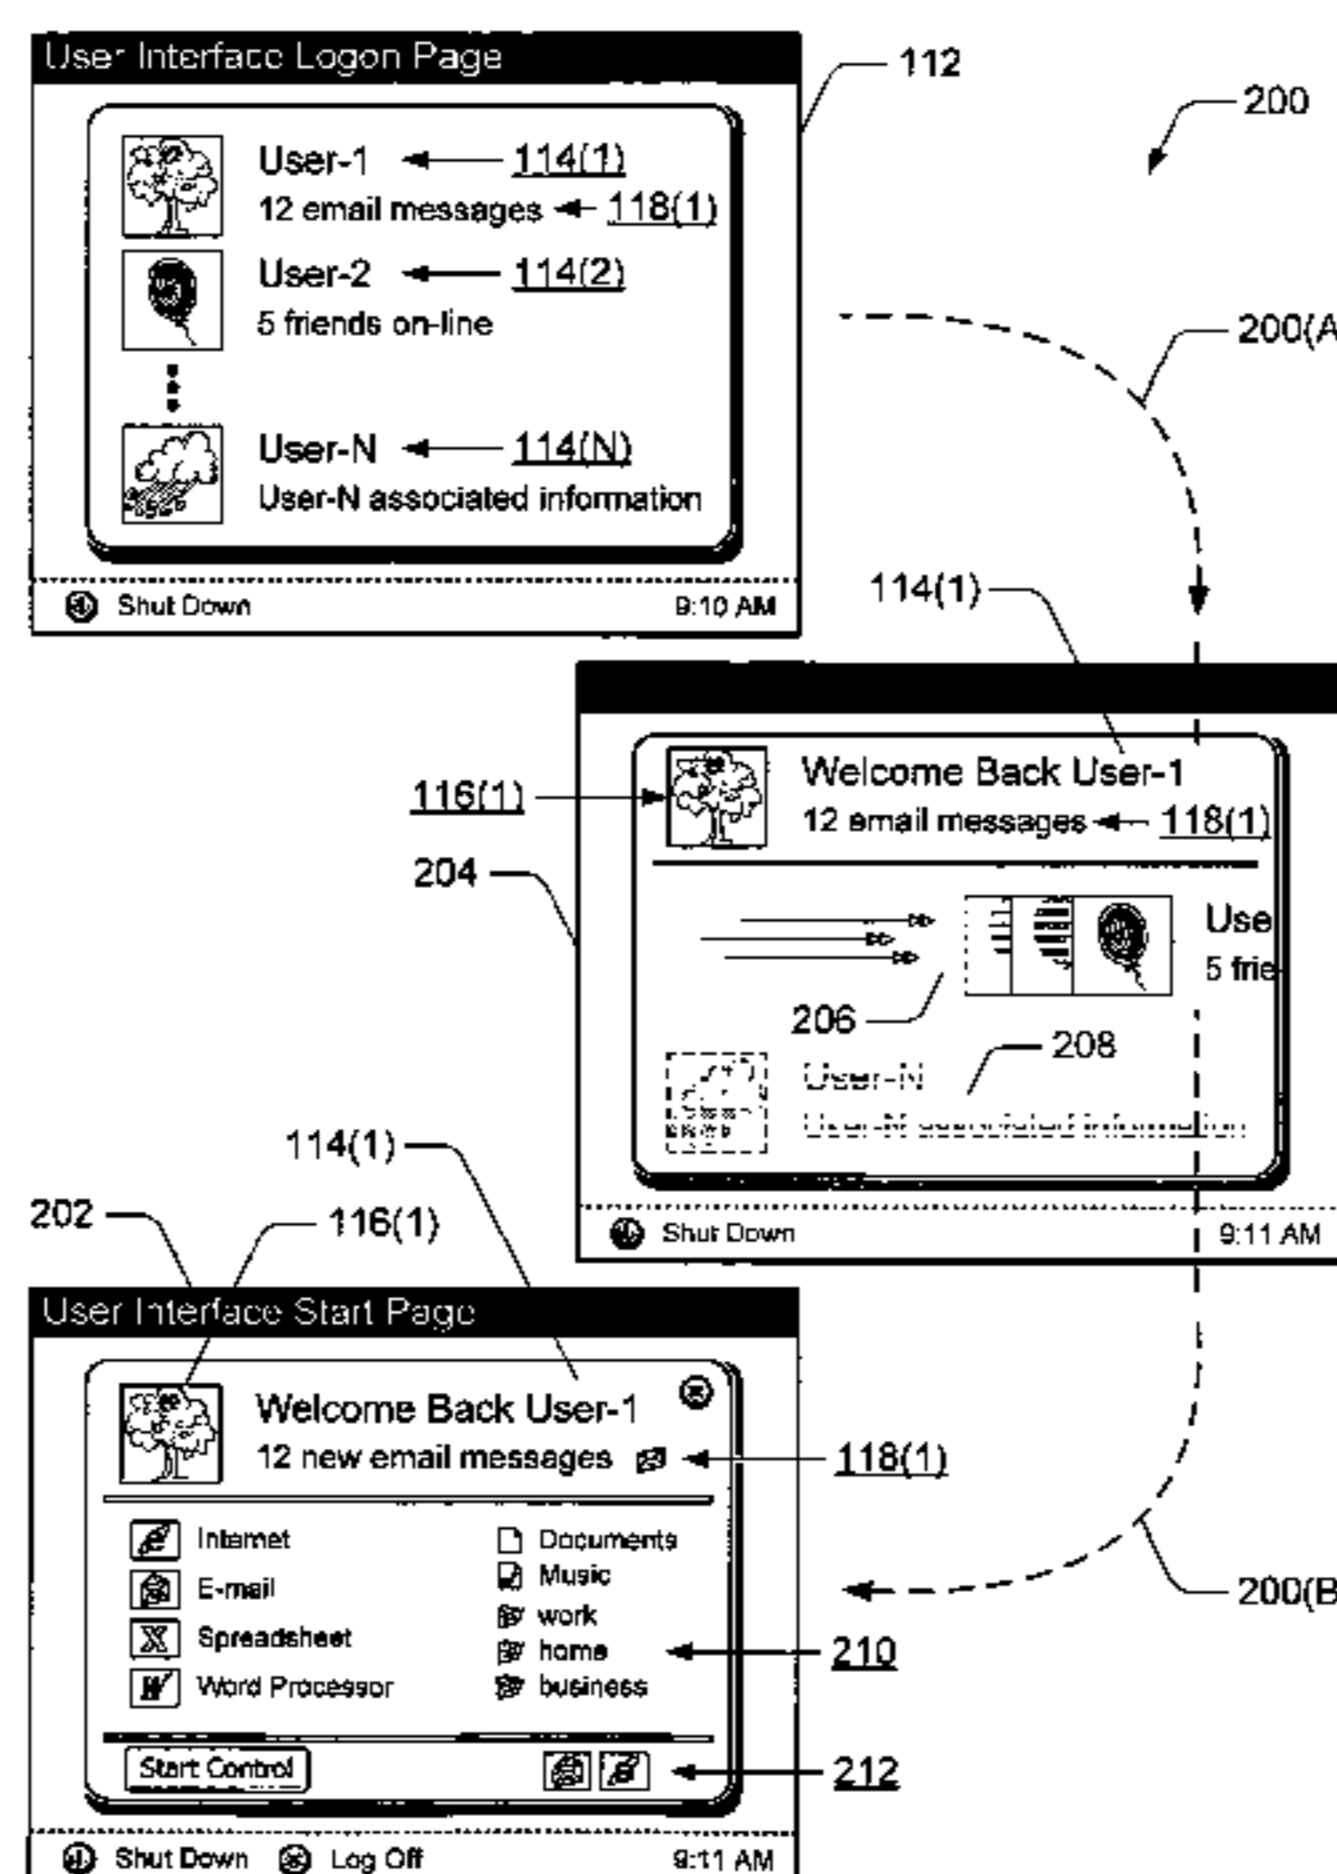 User Interface Logon Page
112
200
User-1 114(1)
12 email messages 118(1)
User-2 114(2)
5 friends on-line
200(A
User-N 114(N)
User-N associated information
Shut Down 9:10 AM
114(1)
Welcome Back User-1
116(1)
12 email messages 118(1)
204
Use
5 frie
206
208
User-N
User-N associated information
114(1)
202
116(1)
Shut Down 9:11 AM
User Interface Start Page
Welcome Back User-1
12 new email messages 118(1)
Internet Documents
E-mail Music
work
Spreadsheet home 210
Word Processor business
200(B
Start Control 212
Shut Down Log Off 9:11 AM